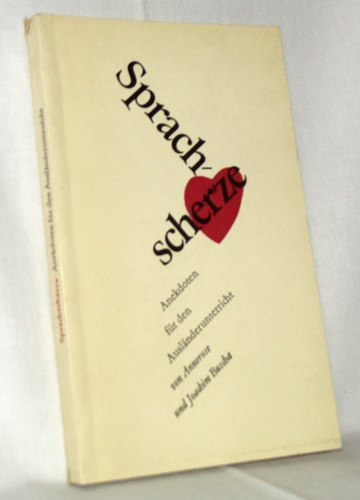 Sprach-
scherze
Anekdoten
für den
Ausländerunterricht
von Annerose
und Joachim Buscha
Sprachscherze Anekdoten für den Ausländerunterricht